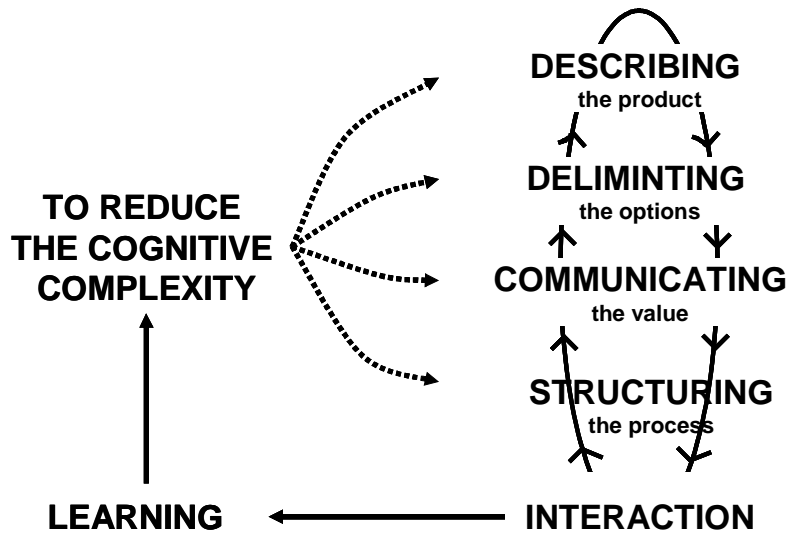 DESCRIBING
the product
DELIMINTING
the options
TO REDUCE
THE COGNITIVE
COMPLEXITY
COMMUNICATING
the value
STRUCTURING
the process
LEARNING
INTERACTION